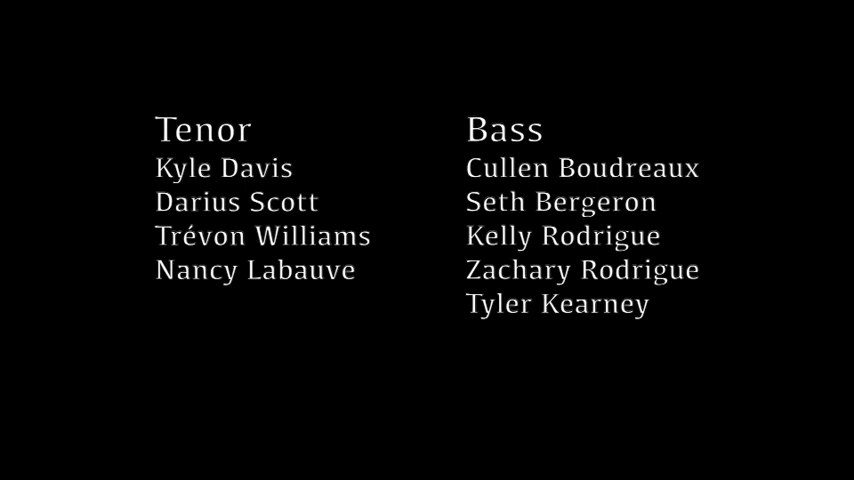 Tenor
Kyle Davis
Darius Scott
Trévon Williams
Nancy Labauve
Bass
Cullen Boudreaux
Seth Bergeron
Kelly Rodrigue
Zachary Rodrigue
Tyler Kearney